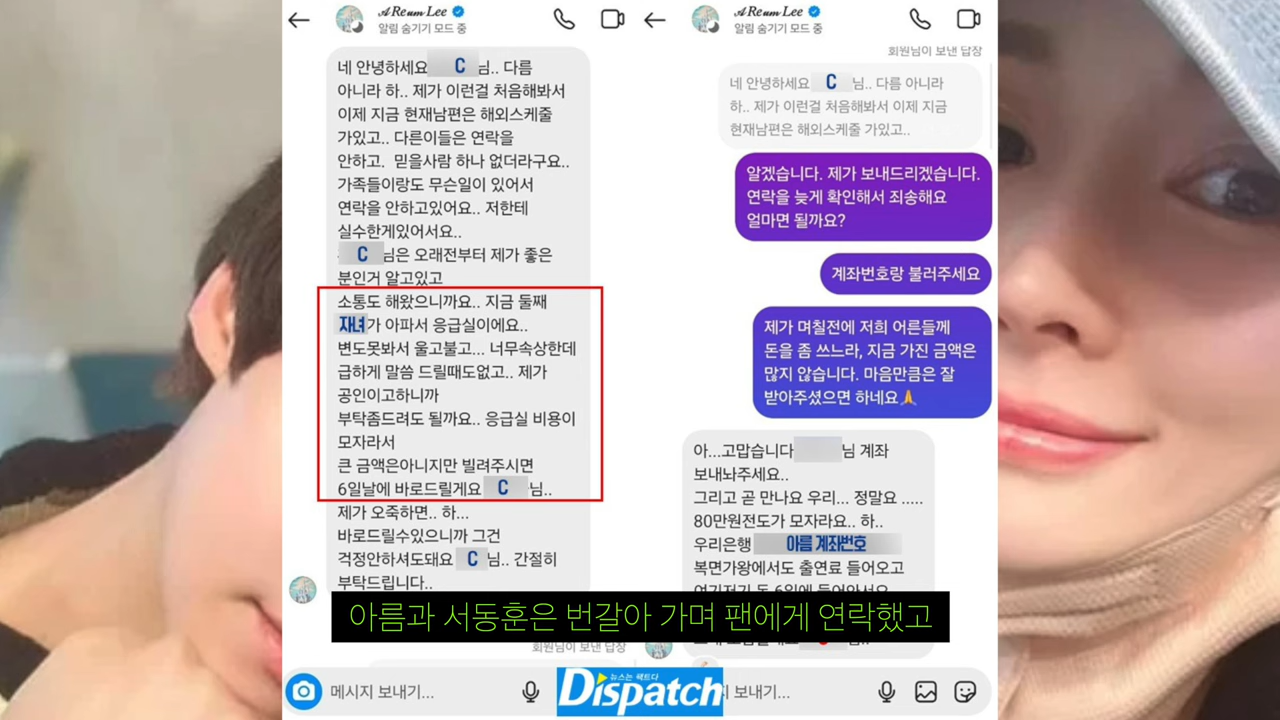 A Reum Lee
알림 숨기기 모드 중
네 안녕하세요 C 님.. 다름
아니라 하.. 제가 이런걸 처음해봐서
이제 지금 현재남편은 해외스케줄
가있고.. 다른이들은 연락을
안하고. 믿을사람 하나 없더라구요..
가족들이랑도 무슨일이 있어서
연락을 안하고있어요.. 저한테
실수한게있어서요..
C 님은 오래전부터 제가 좋은
분인거 알고있고
소통도 해왔으니까요.. 지금 둘째
자녀가 아파서 응급실이에요..
변도못봐서 울고불고... 너무속상한데
급하게 말씀 드릴때도없고.. 제가
공인이고하니까
부탁좀드려도 될까요.. 응급실 비용이
모자라서
큰 금액은아니지만 빌려주시면
6일날에 바로드릴게요 C 님..
제가 오죽하면.. 하...
바로드릴수있으니까 그건
걱정안하셔도돼요 C 님.. 간절히
부탁드립니다..
회원님이 보낸 답장
메시지 보내기...
A Reum Lee
알림 숨기기 모드 중
회원님이 보낸 답장
네 안녕하세요 C 님.. 다름 아니라
하.. 제가 이런걸 처음해봐서 이제 지금
현재남편은 해외스케줄 가있고..
알겠습니다. 제가 보내드리겠습니다.
연락을 늦게 확인해서 죄송해요
얼마면 될까요?
계좌번호랑 불러주세요
제가 며칠전에 저희 어른들께
돈을 좀 쓰느라, 지금 가진 금액은
많지 않습니다. 마음만큼은 잘
받아주셨으면 하네요🙏
아...고맙습니다 님 계좌
보내놔주세요..
그리고 곧 만나요 우리... 정말요 .....
80만원전도가 모자라요.. 하..
우리은행 아름 계좌번호
복면가왕에서도 출연료 들어오고
아름과 서동훈은 번갈아 가며 팬에게 연락했고
뉴스는 팩트다
Dispatch
보내기...